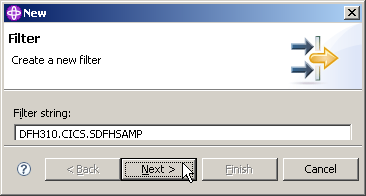 New
Filter
Create a new filter
Filter string:
DFH310.CICS.SDFHSAMP
? < Back Next > Finish Cancel